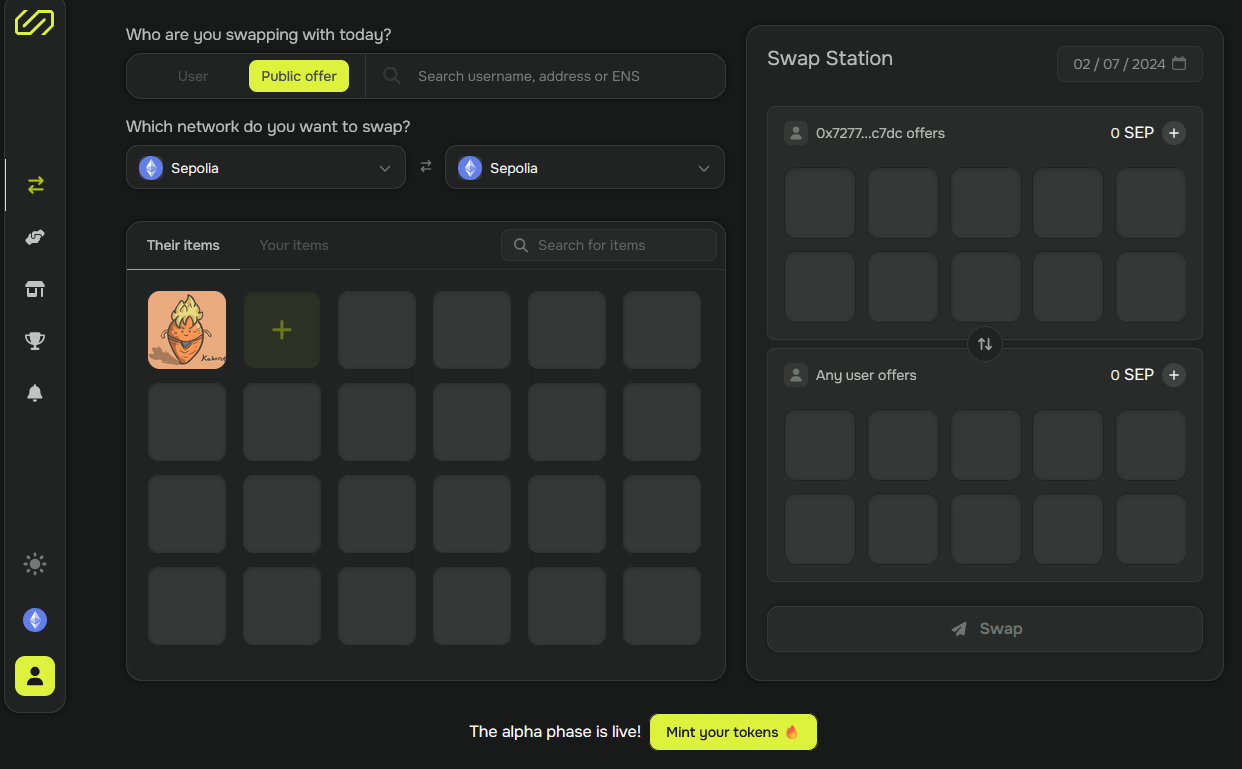 Who are you swapping with today?
User
Public offer
Search username, address or ENS
Which network do you want to swap?
Sepolia
Sepolia
Their items
Your items
Search for items
Kakarot
Swap Station
02 / 07 / 2024
0x7277...c7dc offers
0 SEP
Any user offers
0 SEP
Swap
The alpha phase is live!
Mint your tokens 🔥